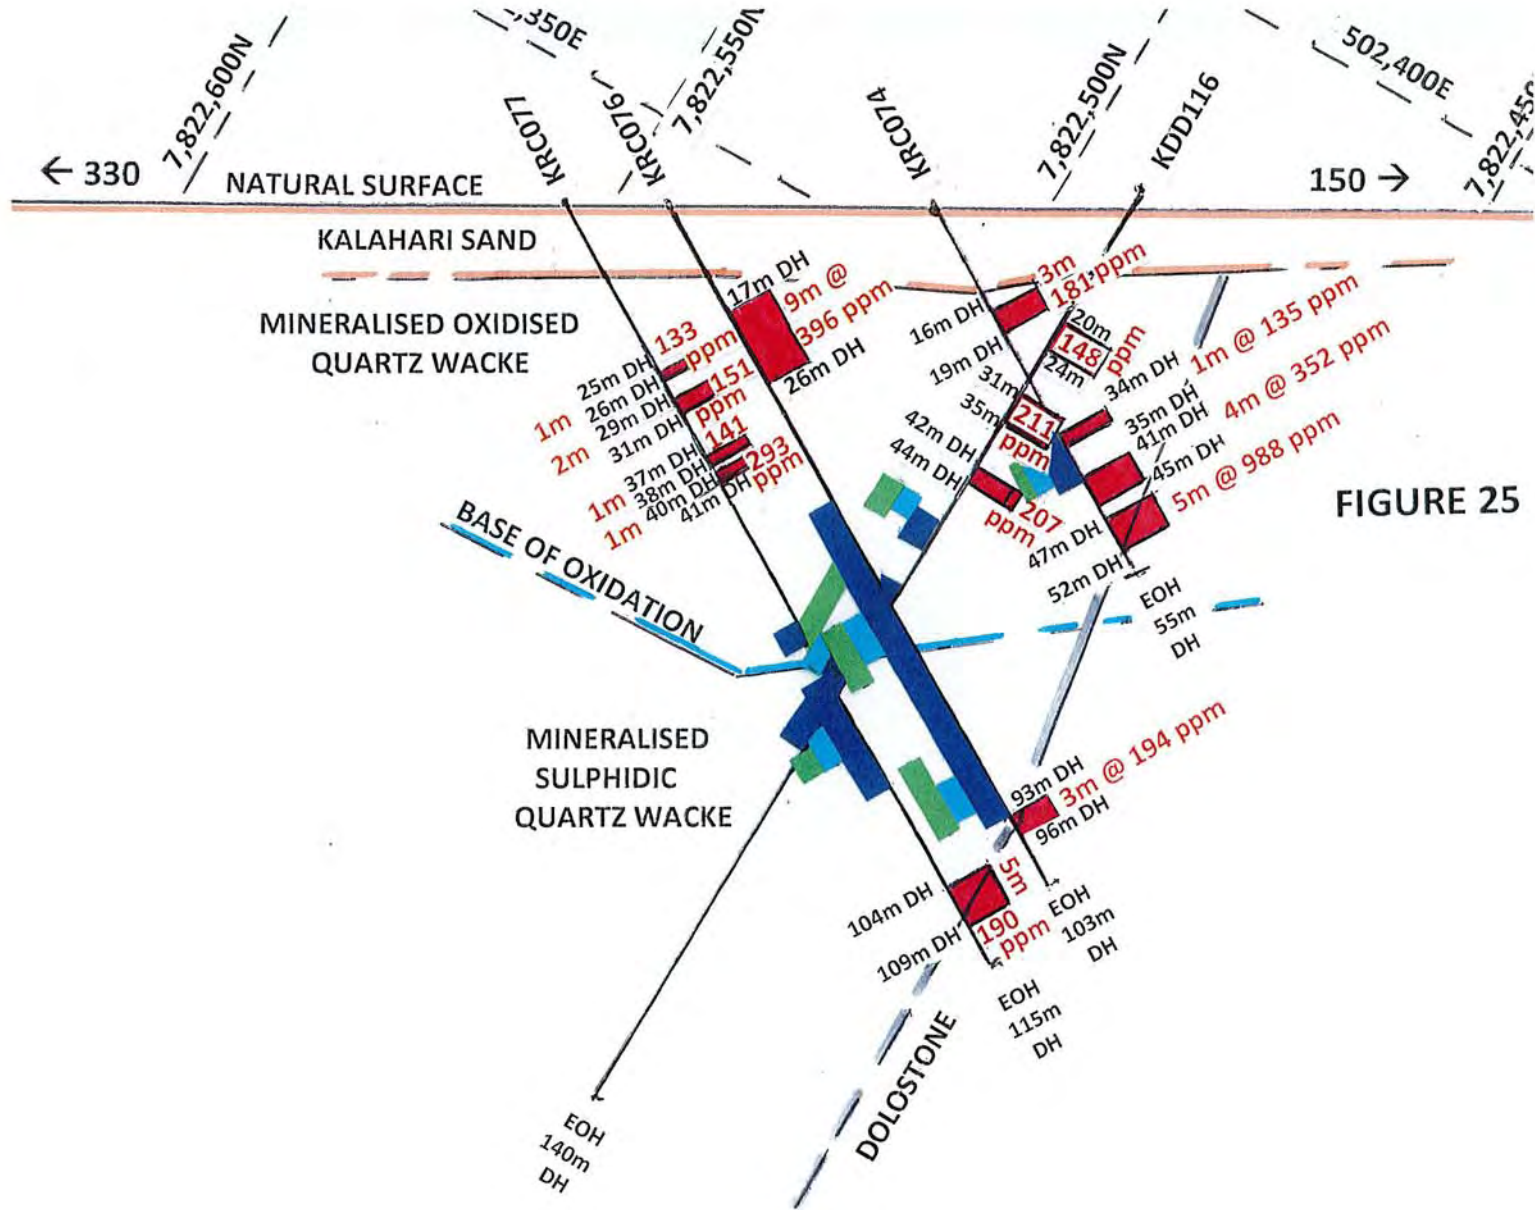 7,822,600N
,350E
7,822,550N
502,400E
7,822,500N
KRC077
KRC076
KRC074
KDD116
← 330
NATURAL SURFACE
150 →
KALAHARI SAND
MINERALISED OXIDISED
QUARTZ WACKE
17m DH
9m @
396 ppm
26m DH
133
ppm
25m DH
26m DH
1m
151
ppm
29m DH
31m DH
2m
141
37m DH
38m DH
1m
293
ppm
40m DH
41m DH
1m
3m
181 ppm
16m DH
19m DH
20m
148
ppm
24m
31m
211
ppm
35m
42m DH
44m DH
207
ppm
34m DH
35m DH
1m @ 135 ppm
41m DH
45m DH
4m @ 352 ppm
5m @ 988 ppm
47m DH
52m DH
EOH
55m
DH
FIGURE 25
BASE OF OXIDATION
MINERALISED
SULPHIDIC
QUARTZ WACKE
93m DH
3m @ 194 ppm
96m DH
104m DH
5m
190
ppm
109m DH
EOH
103m
DH
EOH
115m
DH
DOLOSTONE
EOH
140m
DH